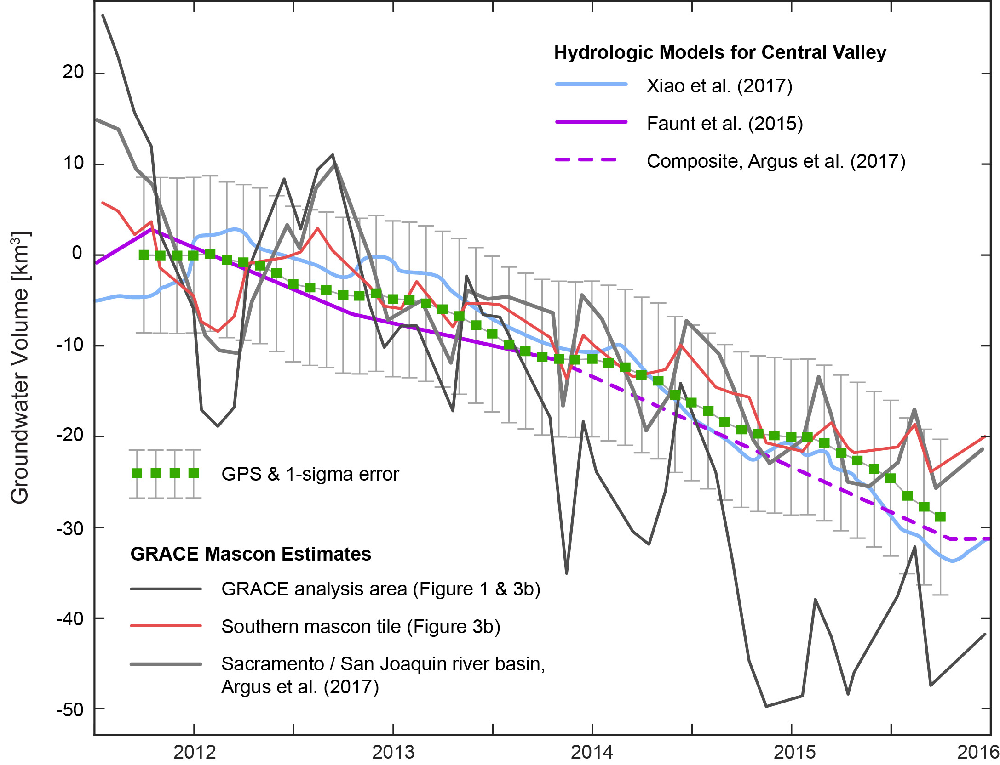 Groundwater Volume [km³]
20
10
0
-10
-20
-30
-40
-50
Hydrologic Models for Central Valley
Xiao et al. (2017)
Faunt et al. (2015)
Composite, Argus et al. (2017)
GPS & 1-sigma error
GRACE Mascon Estimates
GRACE analysis area (Figure 1 & 3b)
Southern mascon tile (Figure 3b)
Sacramento / San Joaquin river basin,
Argus et al. (2017)
2012
2013
2014
2015
2016